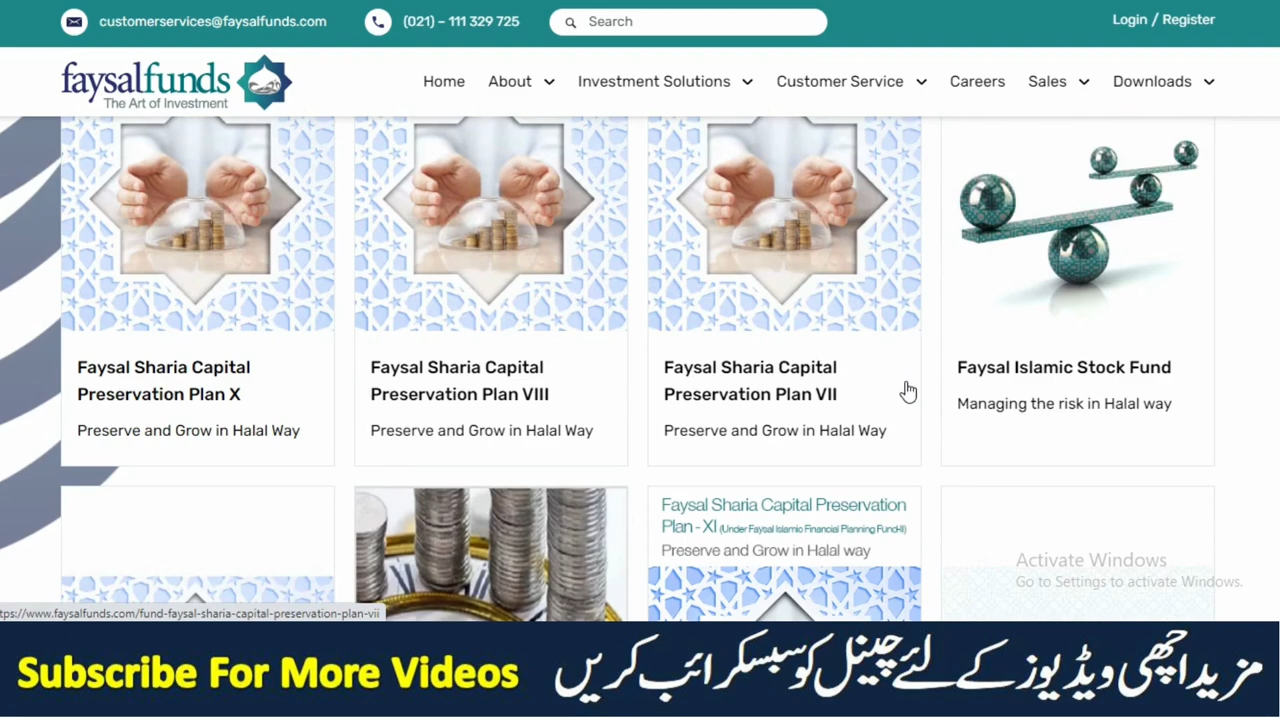 customerservices@faysalfunds.com (021) – 111 329 725 Search Login / Register
faysalfunds
The Art of Investment
Home About Investment Solutions Customer Service Careers Sales Downloads
Faysal Sharia Capital Preservation Plan X
Preserve and Grow in Halal Way
Faysal Sharia Capital Preservation Plan VIII
Preserve and Grow in Halal Way
Faysal Sharia Capital Preservation Plan VII
Preserve and Grow in Halal Way
Faysal Islamic Stock Fund
Managing the risk in Halal way
Faysal Sharia Capital Preservation
Plan - XI (Under Faysal Islamic Financial Planning Fund-II)
Preserve and Grow in Halal way
Activate Windows
Go to Settings to activate Windows.
tps://www.faysalfunds.com/fund-faysal-sharia-capital-preservation-plan-vii
Subscribe For More Videos
مزید اچھی ویڈیوز کے لئے چینل کو سبسکرائب کریں